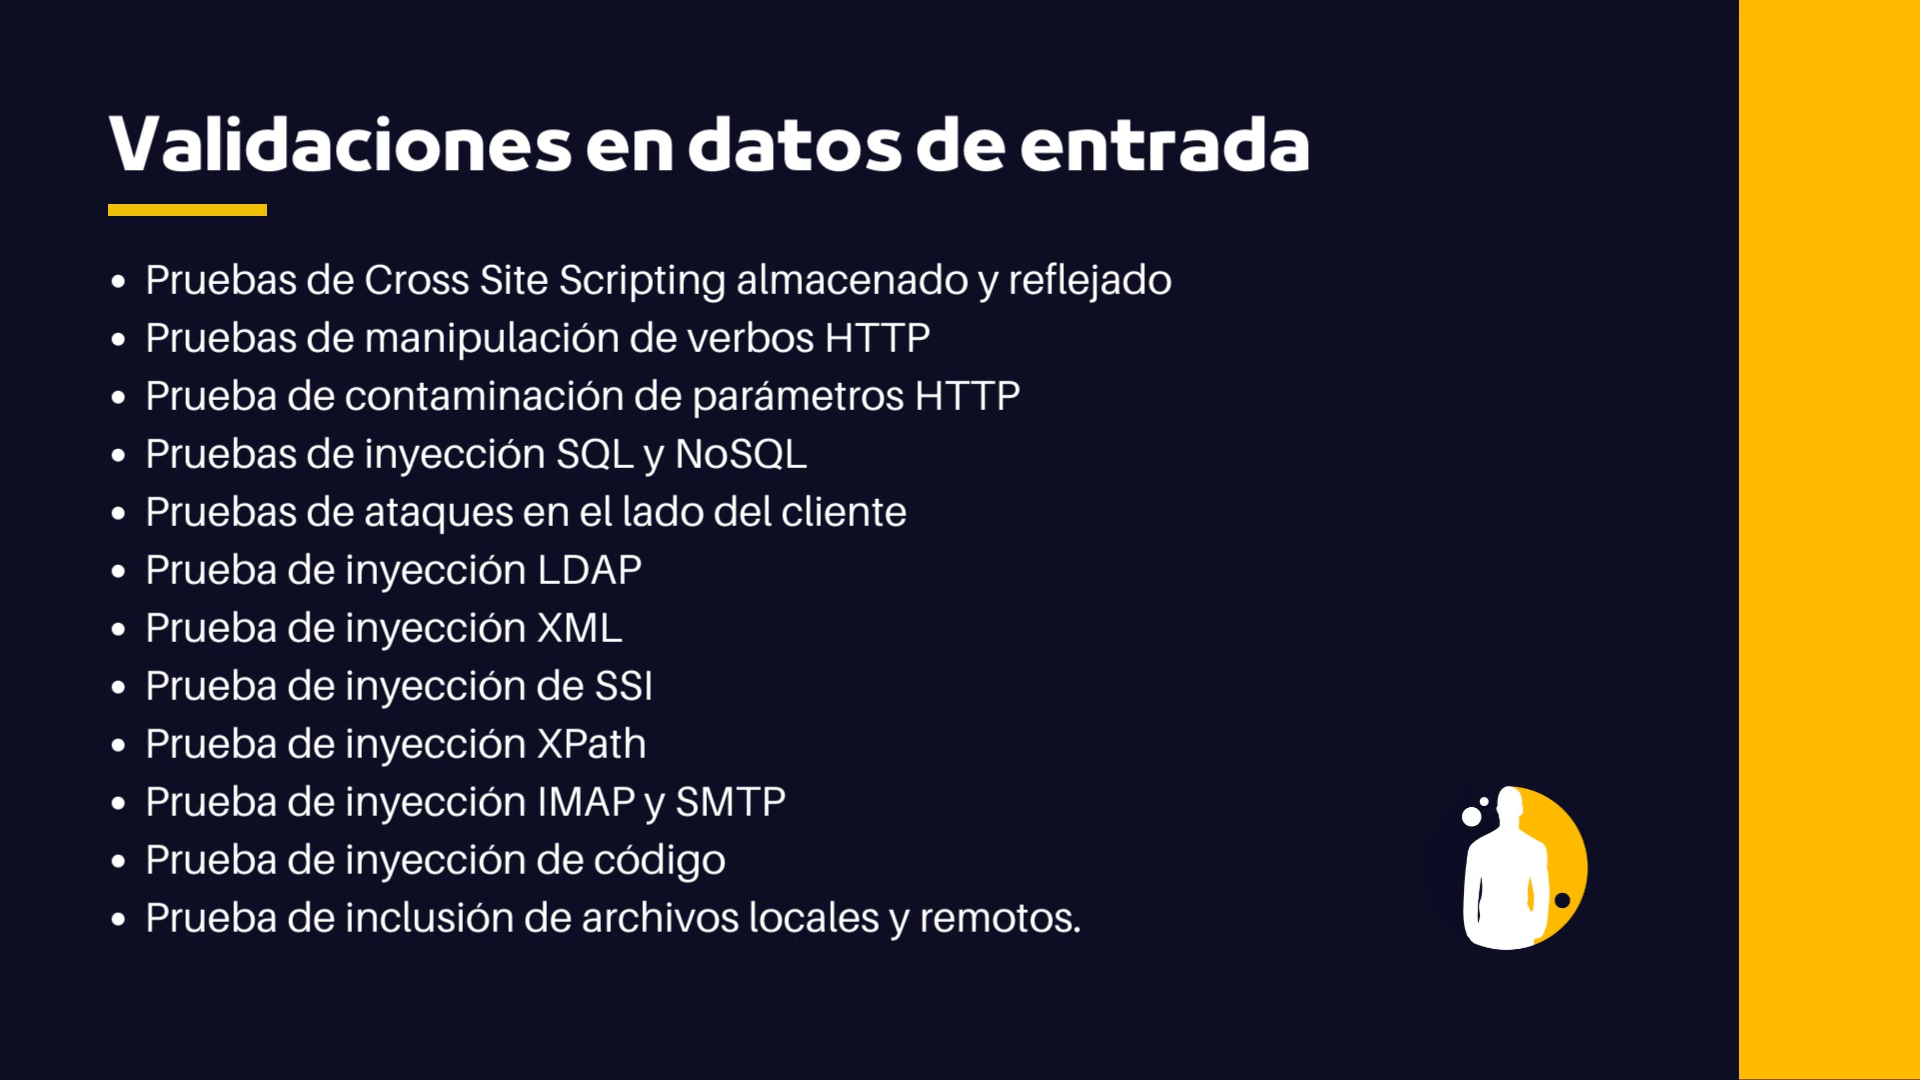 Validaciones en datos de entrada
• Pruebas de Cross Site Scripting almacenado y reflejado
• Pruebas de manipulación de verbos HTTP
• Prueba de contaminación de parámetros HTTP
• Pruebas de inyección SQL y NoSQL
• Pruebas de ataques en el lado del cliente
• Prueba de inyección LDAP
• Prueba de inyección XML
• Prueba de inyección de SSI
• Prueba de inyección XPath
• Prueba de inyección IMAP y SMTP
• Prueba de inyección de código
• Prueba de inclusión de archivos locales y remotos.